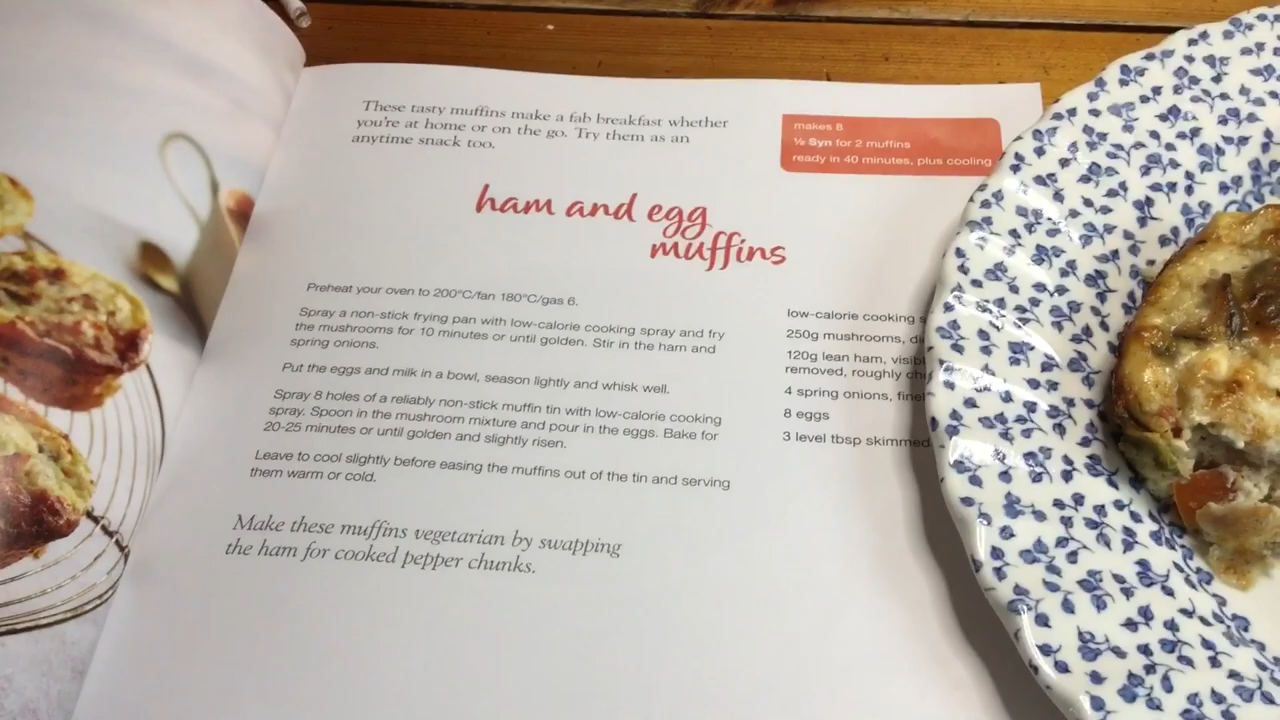 These tasty muffins make a fab breakfast whether
you're at home or on the go. Try them as an
anytime snack too.
makes 8
½ Syn for 2 muffins
ready in 40 minutes, plus cooling
ham and egg
muffins
Preheat your oven to 200°C/fan 180°C/gas 6.
Spray a non-stick frying pan with low-calorie cooking spray and fry
the mushrooms for 10 minutes or until golden. Stir in the ham and
spring onions.
Put the eggs and milk in a bowl, season lightly and whisk well.
Spray 8 holes of a reliably non-stick muffin tin with low-calorie cooking
spray. Spoon in the mushroom mixture and pour in the eggs. Bake for
20-25 minutes or until golden and slightly risen.
Leave to cool slightly before easing the muffins out of the tin and serving
them warm or cold.
Make these muffins vegetarian by swapping
the ham for cooked pepper chunks.
low-calorie cooking
250g mushrooms,
120g lean ham,
removed, roughly
4 spring onions,
8 eggs
3 level tbsp skimmed